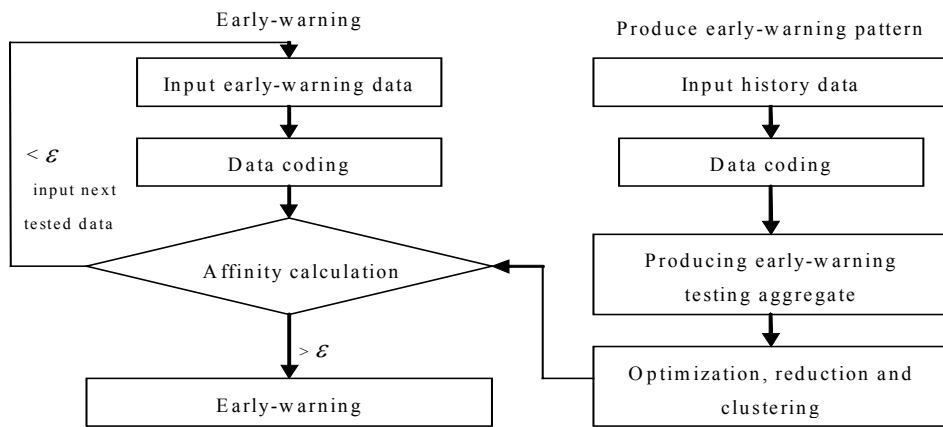 Early-warning
Input early-warning data
Data coding
< ε
input next
tested data
Affinity calculation
> ε
Early-warning
Produce early-warning pattern
Input history data
Data coding
Producing early-warning
testing aggregate
Optimization, reduction and
clustering